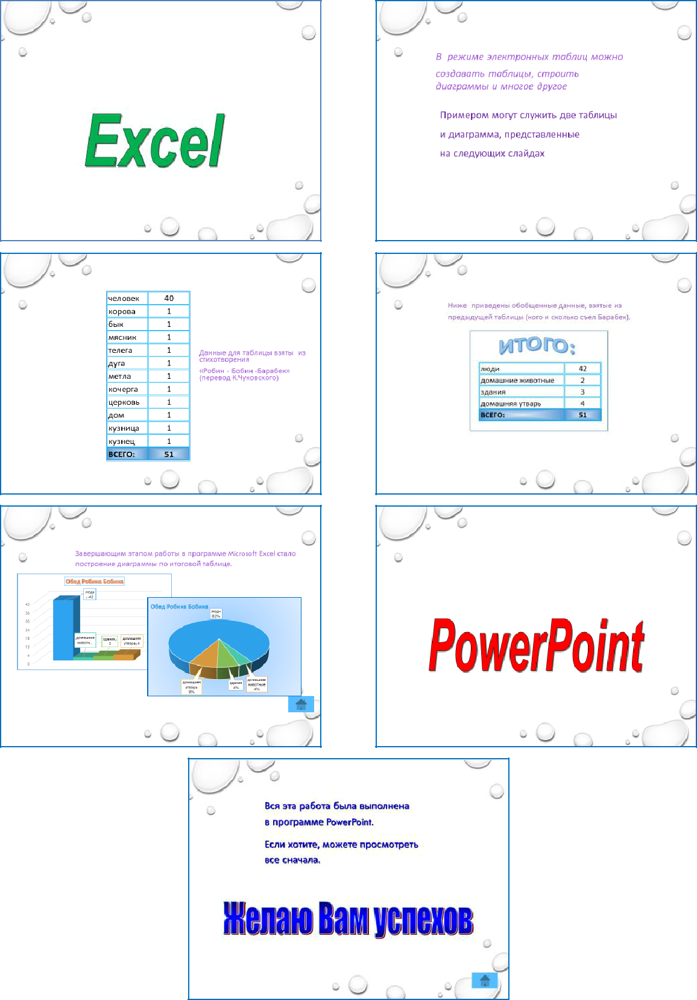 Excel
В режиме электронных таблиц можно
создавать таблицы, строить
диаграммы и многое другое
Примером могут служить две таблицы
и диаграмма, представленные
на следующих слайдах
человек 40
корова 1
бык 1
мясник 1
телега 1
дуга 1
метла 1
кочерга 1
церковь 1
дом 1
кузница 1
кузнец 1
ВСЕГО: 51
Данные для таблицы взяты из
стихотворения
«Робин - Бобин -Барабек»
(перевод К.Чуковского)
Ниже приведены обобщенные данные, взятые из
предыдущей таблицы (кого и сколько съел Барабек).
ИТОГО:
люди 42
домашние животные 2
здания 3
домашняя утварь 4
ВСЕГО: 51
Завершающим этапом работы в программе Microsoft Excel стало
построение диаграммы по итоговой таблице.
Обед Робина Бобина
люди
; 42
42
36
30
24
18
12
6
0
домашние
животн...
здания;
3
домашняя
утварь; 4
Обед Робина Бобина
люди
82%
домашняя
утварь
8%
здания
6%
домашние
животные
4%
PowerPoint
Вся эта работа была выполнена
в программе PowerPoint.
Если хотите, можете просмотреть
все сначала.
Желаю Вам успехов